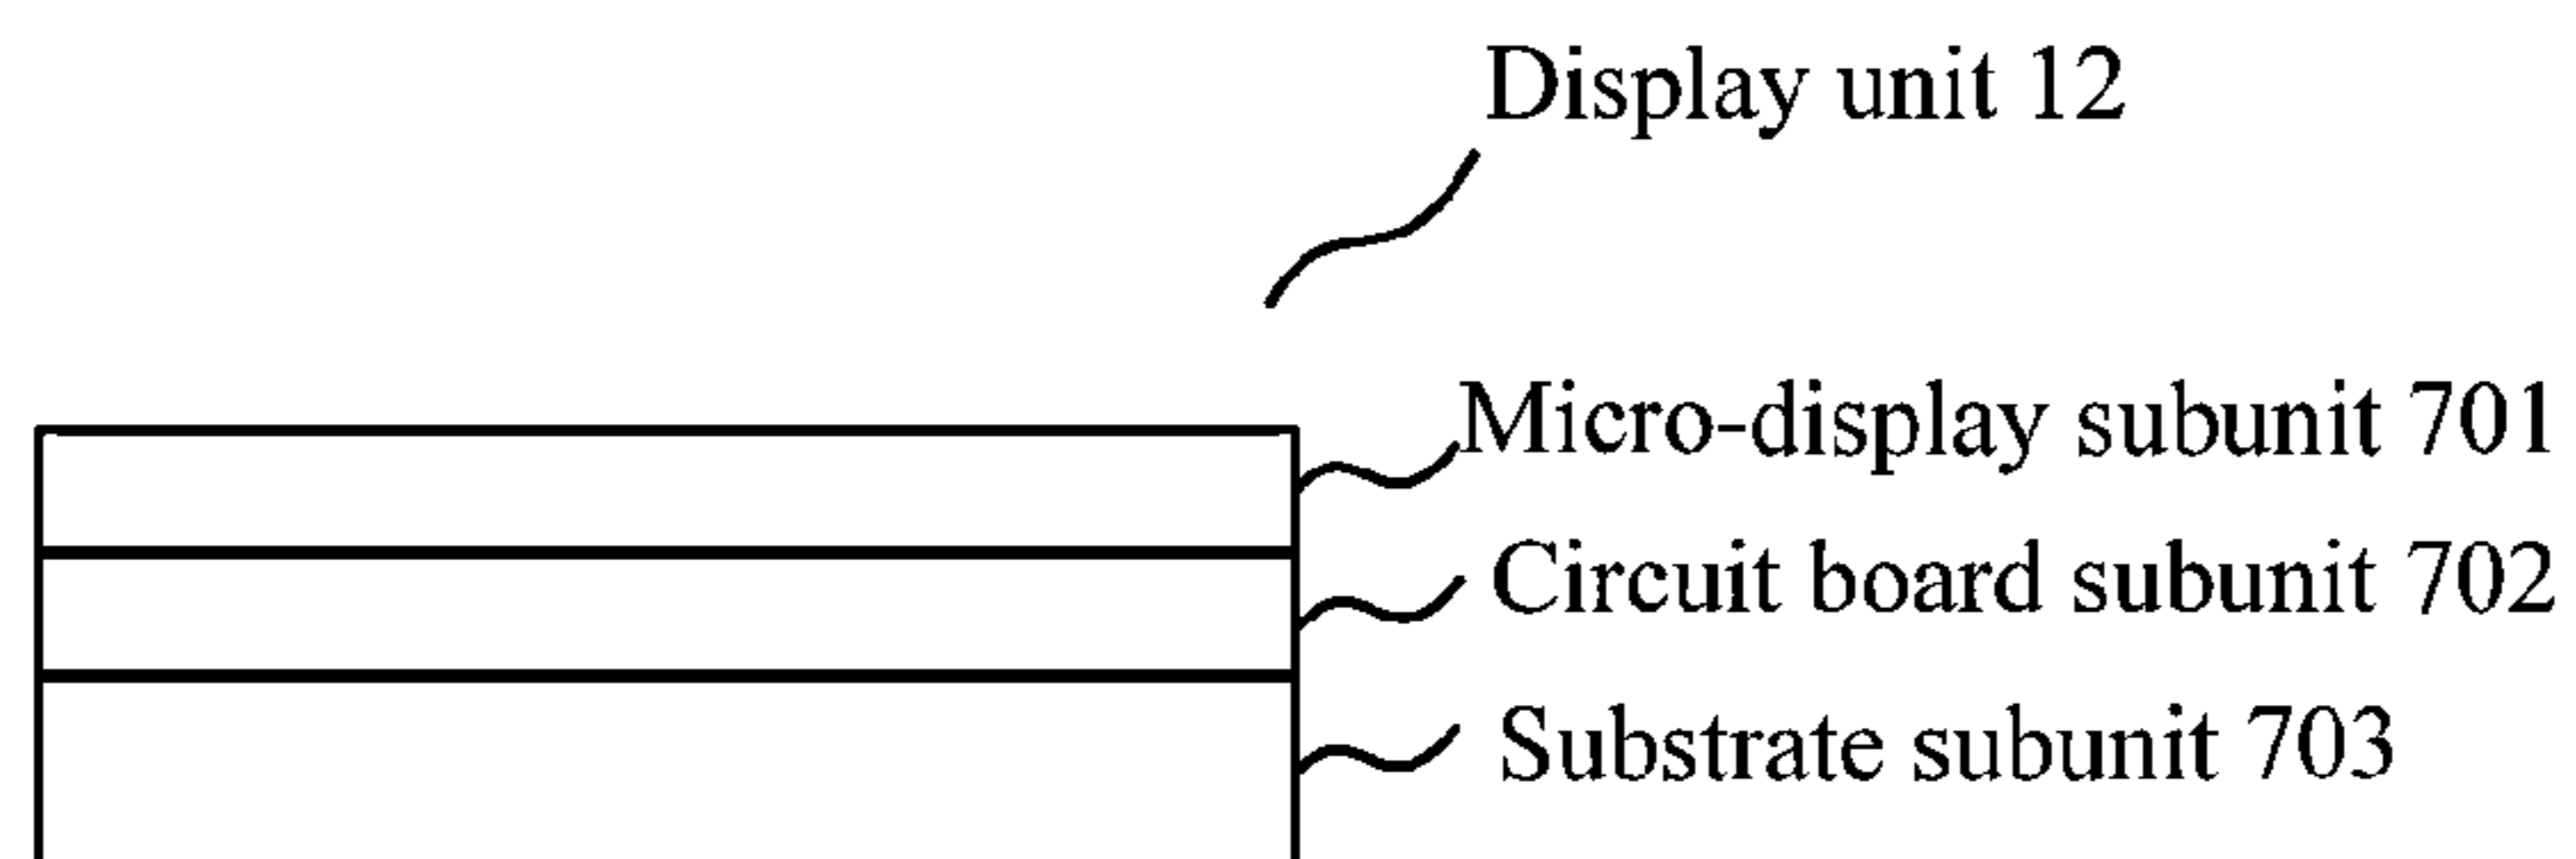 Display unit 12
Micro-display subunit 701
Circuit board subunit 702
Substrate subunit 703